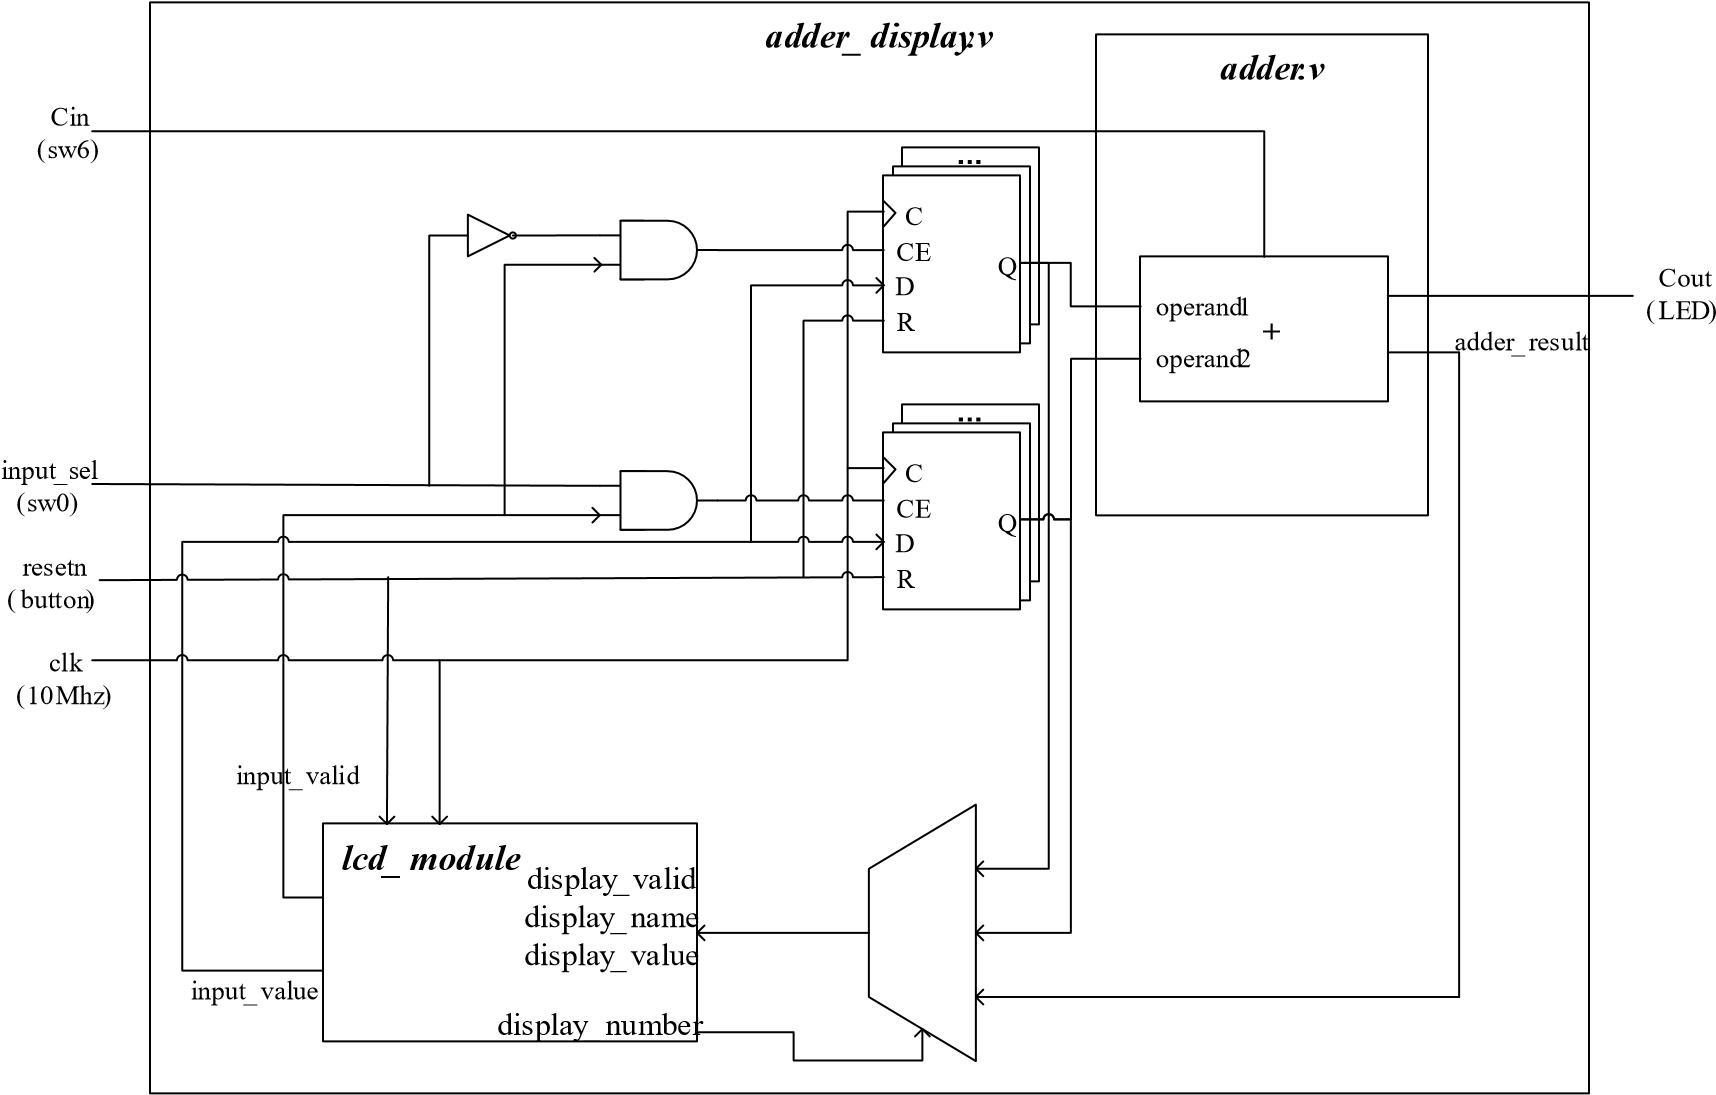 adder_display.v
adder.v
Cin
(sw6)
...
C
CE
D
R
Q
operand1
operand2
+
Cout
(LED)
adder_result
input_sel
(sw0)
...
C
CE
D
R
Q
resetn
(button)
clk
(10Mhz)
input_valid
lcd_module
display_valid
display_name
display_value
input_value
display_number